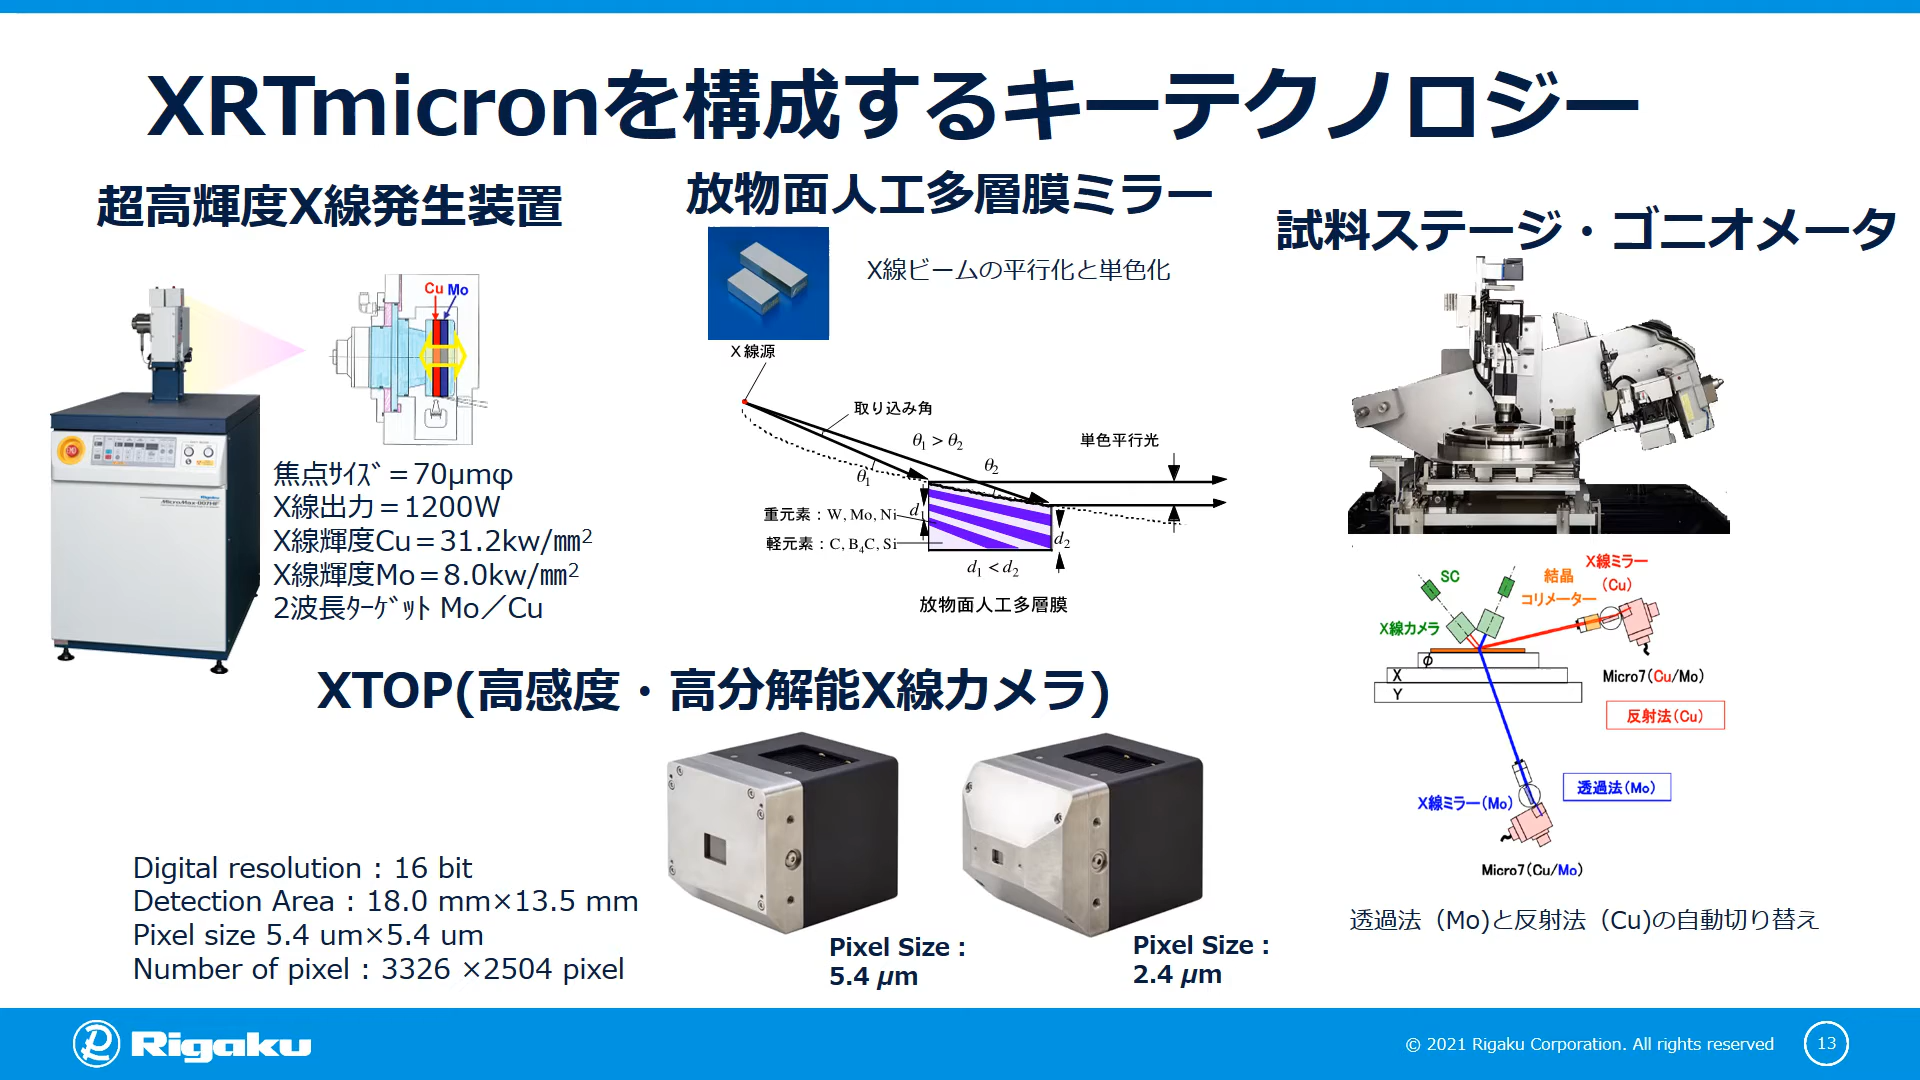 XRTmicronを構成するキーテクノロジー
超高輝度X線発生装置
Cu Mo
焦点ｻｲｽﾞ＝70μmφ
X線出力＝1200W
X線輝度Cu＝31.2kw/㎜²
X線輝度Mo＝8.0kw/㎜²
2波長ﾀｰｹﾞｯﾄ Mo／Cu
放物面人工多層膜ミラー
X線ビームの平行化と単色化
X 線源
取り込み角
θ₁ > θ₂
単色平行光
θ₂
θ₁
重元素：W, Mo, Ni
d₁
軽元素：C, B₄C, Si
d₂
d₁ < d₂
放物面人工多層膜
試料ステージ・ゴニオメータ
SC
結晶
コリメーター
X線ミラー
(Cu)
X線カメラ
ϕ
X
Y
Micro7(Cu/Mo)
反射法(Cu)
透過法(Mo)
X線ミラー(Mo)
Micro7(Cu/Mo)
透過法（Mo)と反射法（Cu)の自動切り替え
XTOP(高感度・高分解能X線カメラ)
Digital resolution : 16 bit
Detection Area : 18.0 mm×13.5 mm
Pixel size 5.4 um×5.4 um
Number of pixel : 3326 ×2504 pixel
Pixel Size :
5.4 μm
Pixel Size :
2.4 μm
Rigaku
© 2021 Rigaku Corporation. All rights reserved
13